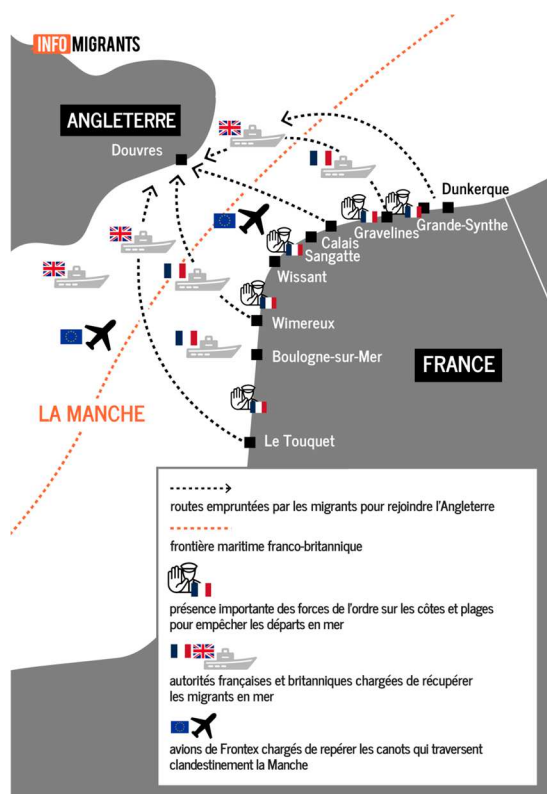 INFO MIGRANTS
ANGLETERRE
Douvres
Dunkerque
Grande-Synthe
Gravelines
Calais
Sangatte
Wissant
Wimereux
Boulogne-sur-Mer
FRANCE
LA MANCHE
Le Touquet
routes empruntées par les migrants pour rejoindre l'Angleterre
frontière maritime franco-britannique
présence importante des forces de l'ordre sur les côtes et plages
pour empêcher les départs en mer
autorités françaises et britanniques chargées de récupérer
les migrants en mer
avions de Frontex chargés de repérer les canots qui traversent
clandestinement la Manche